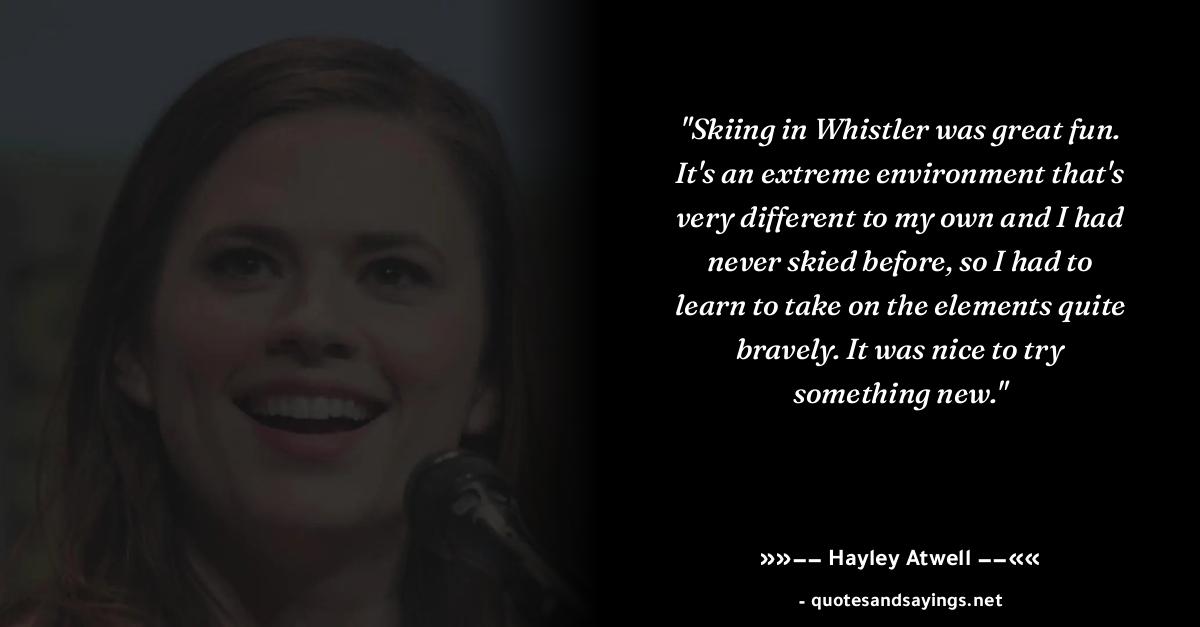 "Skiing in Whistler was great fun.
It's an extreme environment that's
very different to my own and I had
never skied before, so I had to
learn to take on the elements quite
bravely. It was nice to try
something new."
»»–– Hayley Atwell ––««
- quotesandsayings.net